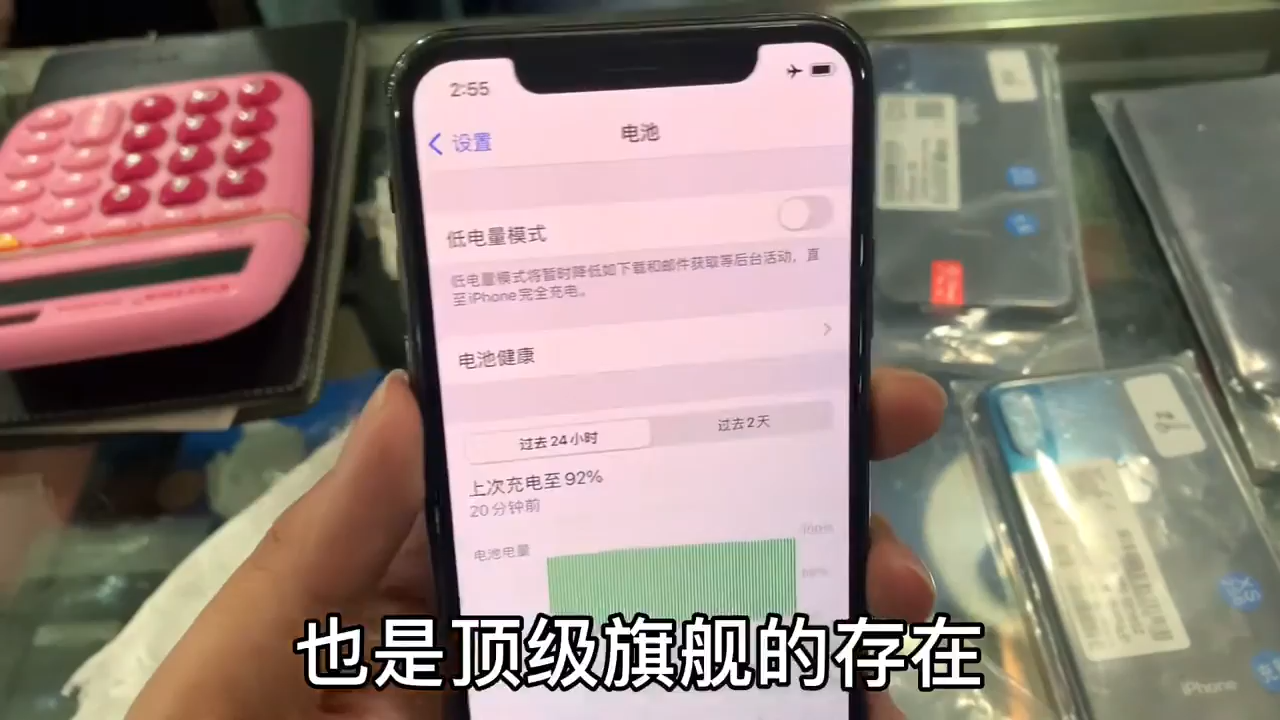 2:55
设置
电池
低电量模式
低电量模式将暂时降低如下载和邮件获取等后台活动，直
至iPhone完全充电。
电池健康
过去24小时
过去2天
上次充电至92%
20分钟前
电池电量
100%
iPhone
也是顶级旗舰的存在